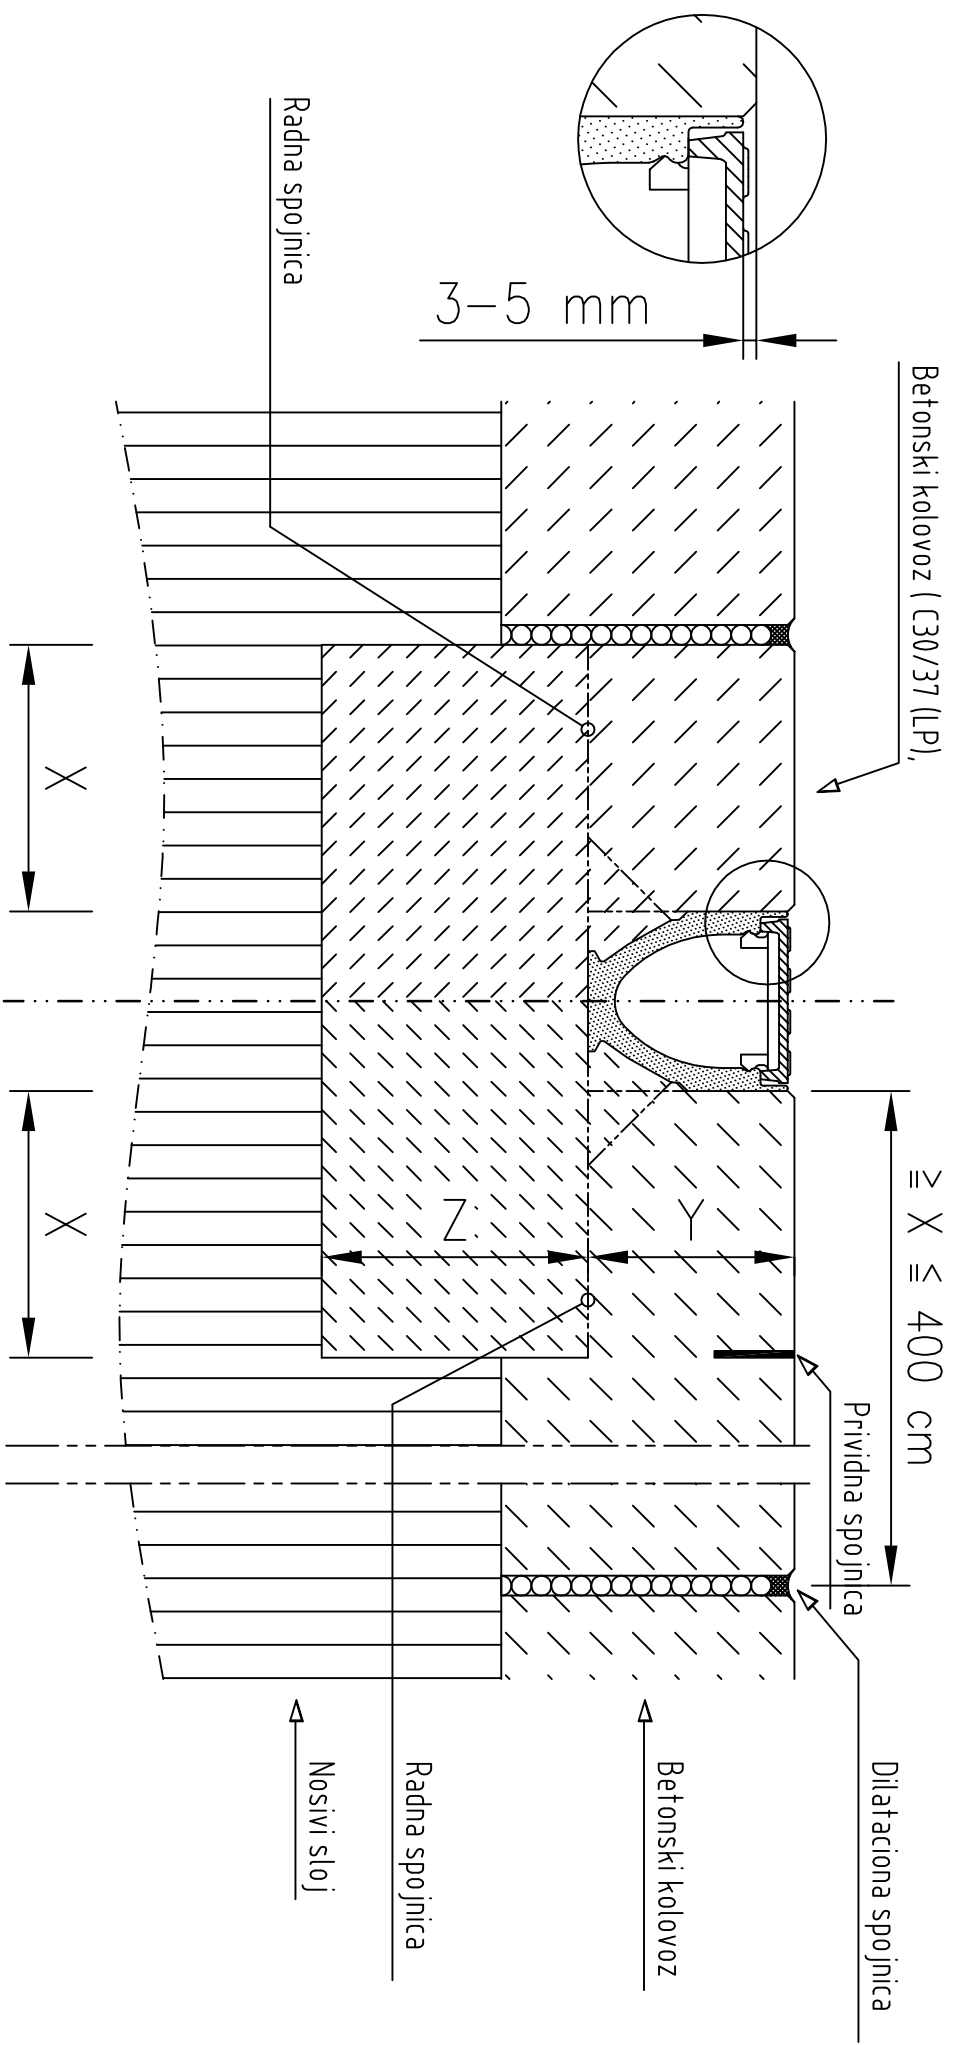 3-5 mm
Radna spojnica
Betonski kolovoz ( C30/37 (LP),
≥ X ≤ 400 cm
Prividna spojnica
Dilataciona spojnica
Betonski kolovoz
Radna spojnica
Nosivi sloj
Y
Z
X
X